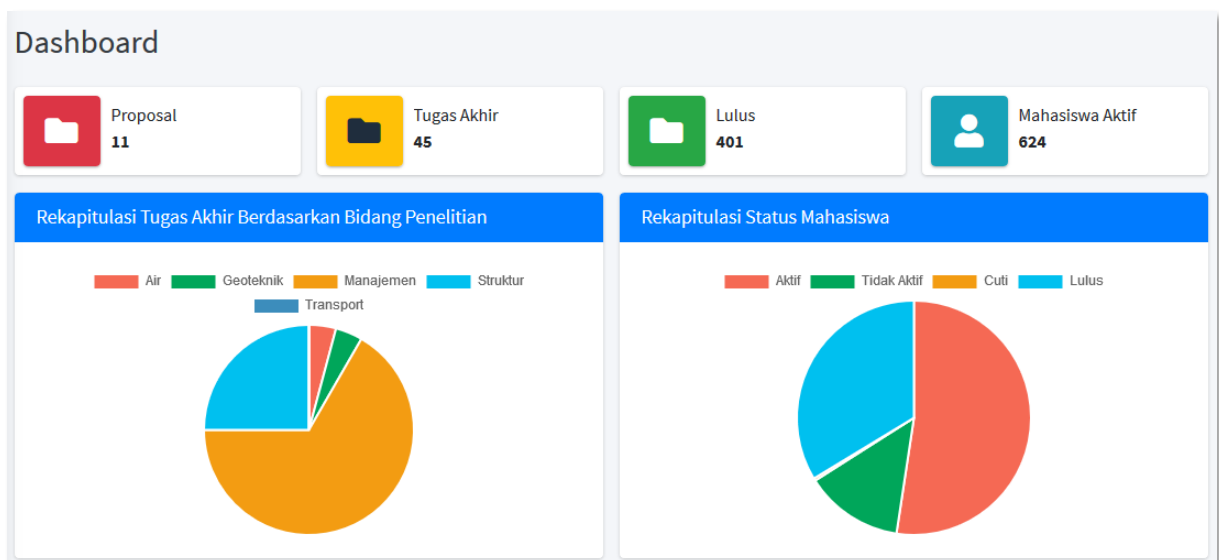 Dashboard
Proposal
11
Tugas Akhir
45
Lulus
401
Mahasiswa Aktif
624
Rekapitulasi Tugas Akhir Berdasarkan Bidang Penelitian
Air Geoteknik Manajemen Struktur
Transport
Rekapitulasi Status Mahasiswa
Aktif Tidak Aktif Cuti Lulus